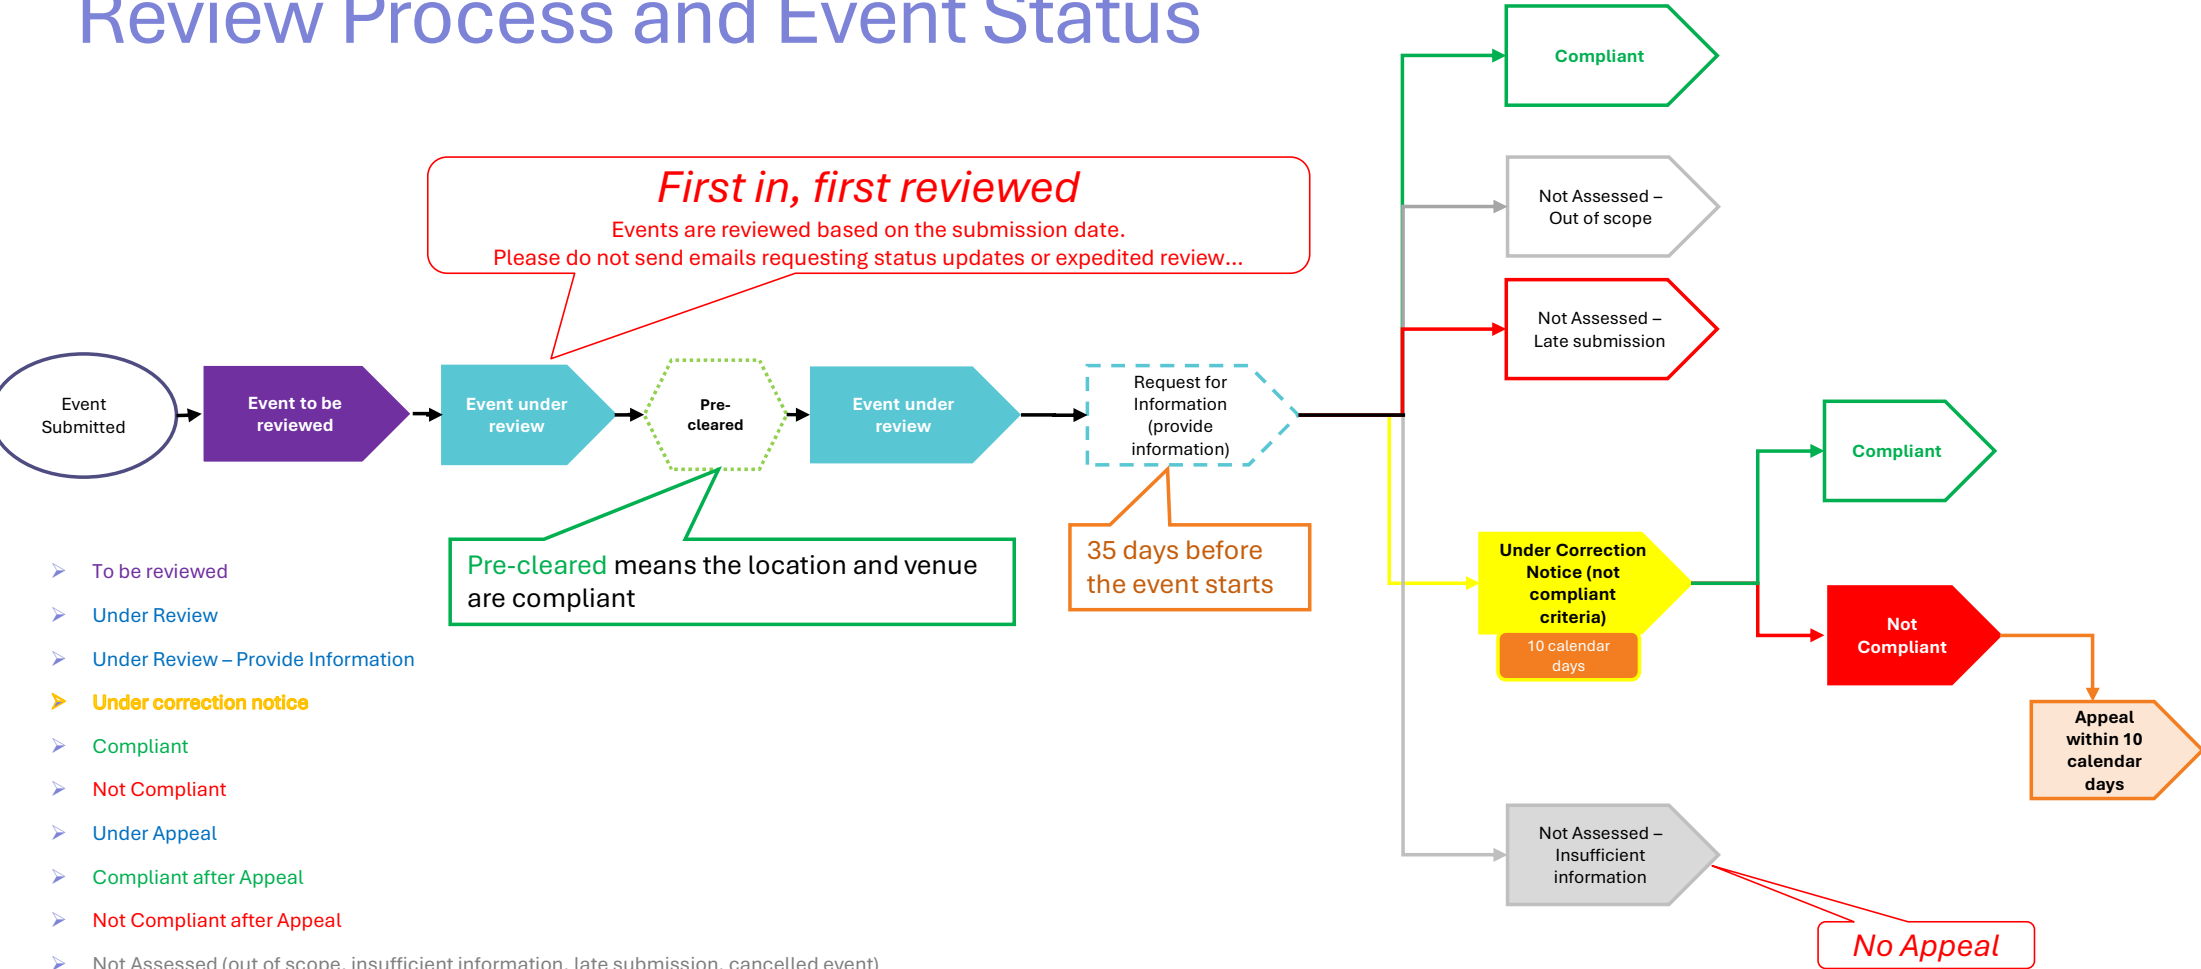 Review Process and Event Status
Compliant
Not Assessed –
Out of scope
First in, first reviewed
Events are reviewed based on the submission date.
Please do not send emails requesting status updates or expedited review...
Not Assessed –
Late submission
Event
Submitted
Event to be
reviewed
Event under
review
Pre-
cleared
Event under
review
Request for
Information
(provide
information)
Compliant
Pre-cleared means the location and venue
are compliant
35 days before
the event starts
Under Correction
Notice (not
compliant
criteria)
10 calendar
days
Not
Compliant
Appeal
within 10
calendar
days
Not Assessed –
Insufficient
information
No Appeal
To be reviewed
Under Review
Under Review – Provide Information
Under correction notice
Compliant
Not Compliant
Under Appeal
Compliant after Appeal
Not Compliant after Appeal
Not Assessed (out of scope, insufficient information, late submission, cancelled event)